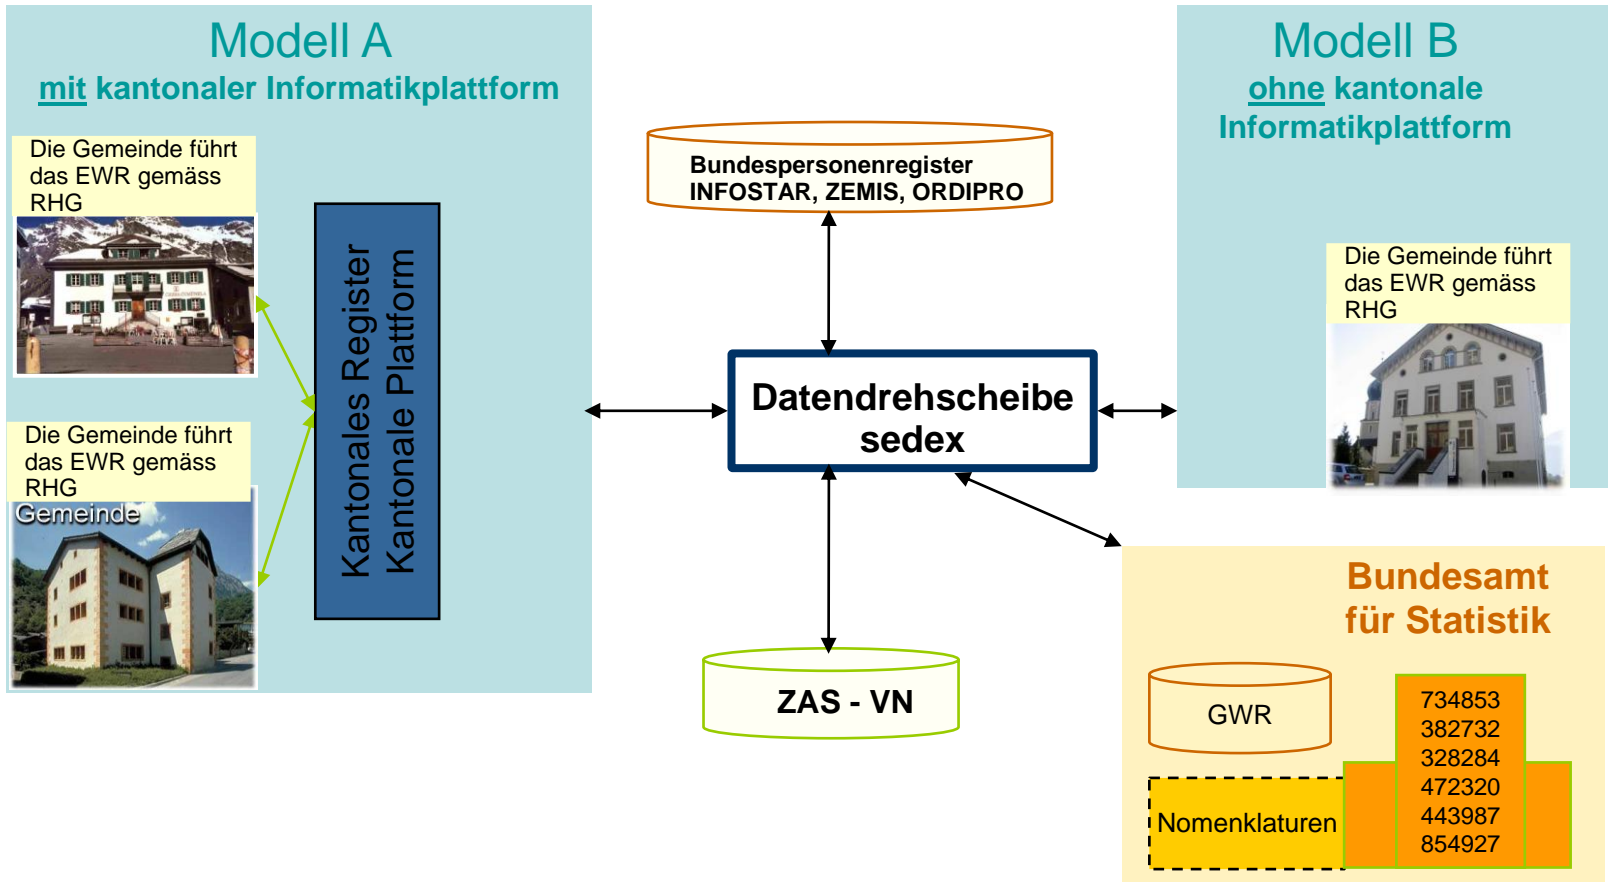 Modell A
mit kantonaler Informatikplattform
Die Gemeinde führt
das EWR gemäss
RHG
Die Gemeinde führt
das EWR gemäss
RHG
Gemeinde
Kantonales Register
Kantonale Plattform
Bundespersonenregister
INFOSTAR, ZEMIS, ORDIPRO
Datendrehscheibe
sedex
ZAS - VN
Modell B
ohne kantonale
Informatikplattform
Die Gemeinde führt
das EWR gemäss
RHG
Bundesamt
für Statistik
GWR
Nomenklaturen
734853
382732
328284
472320
443987
854927